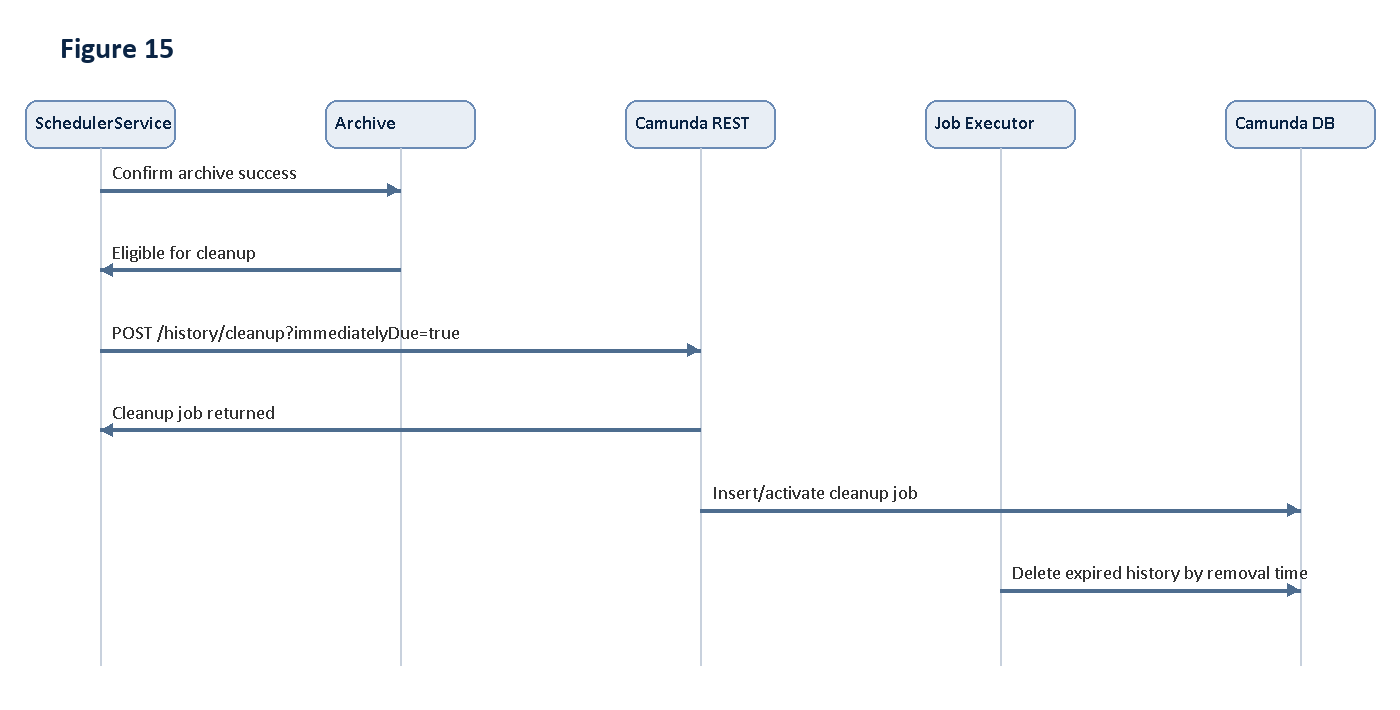 Figure 15
SchedulerService
Archive
Camunda REST
Job Executor
Camunda DB
Confirm archive success
Eligible for cleanup
POST /history/cleanup?immediatelyDue=true
Cleanup job returned
Insert/activate cleanup job
Delete expired history by removal time